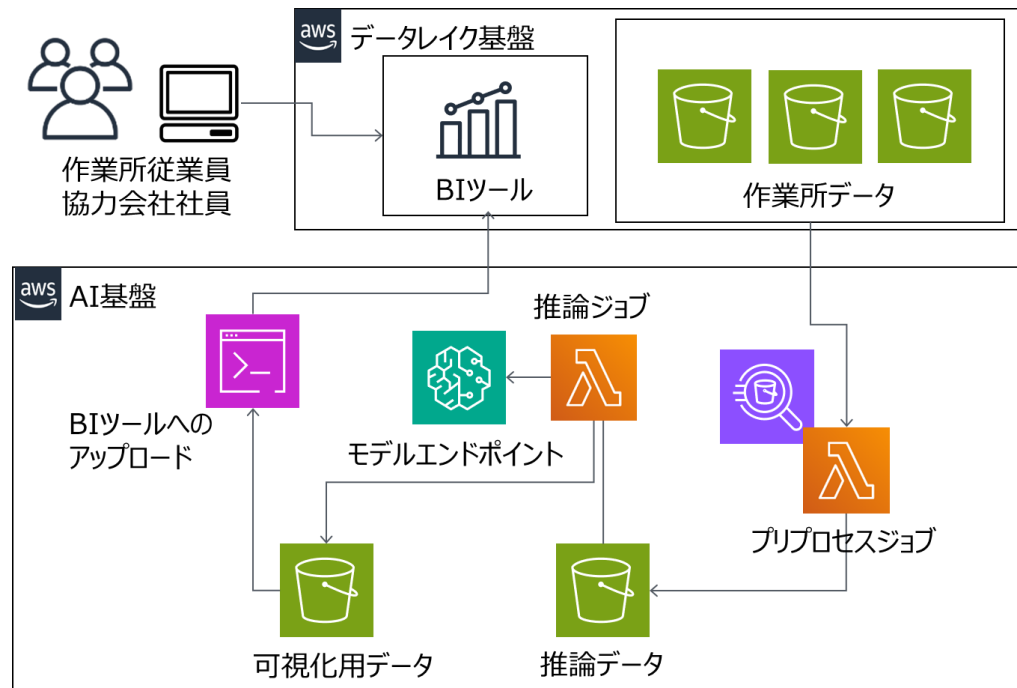 aws
データレイク基盤
BIツール
作業所データ
作業所従業員
協力会社社員
aws
AI基盤
推論ジョブ
BIツールへの
アップロード
モデルエンドポイント
プリプロセスジョブ
可視化用データ
推論データ